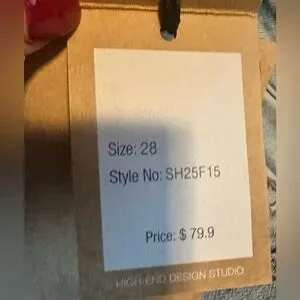 Size: 28
Style No: SH25F15
Price: $ 79.9
HIGH-END DESIGN STUDIO